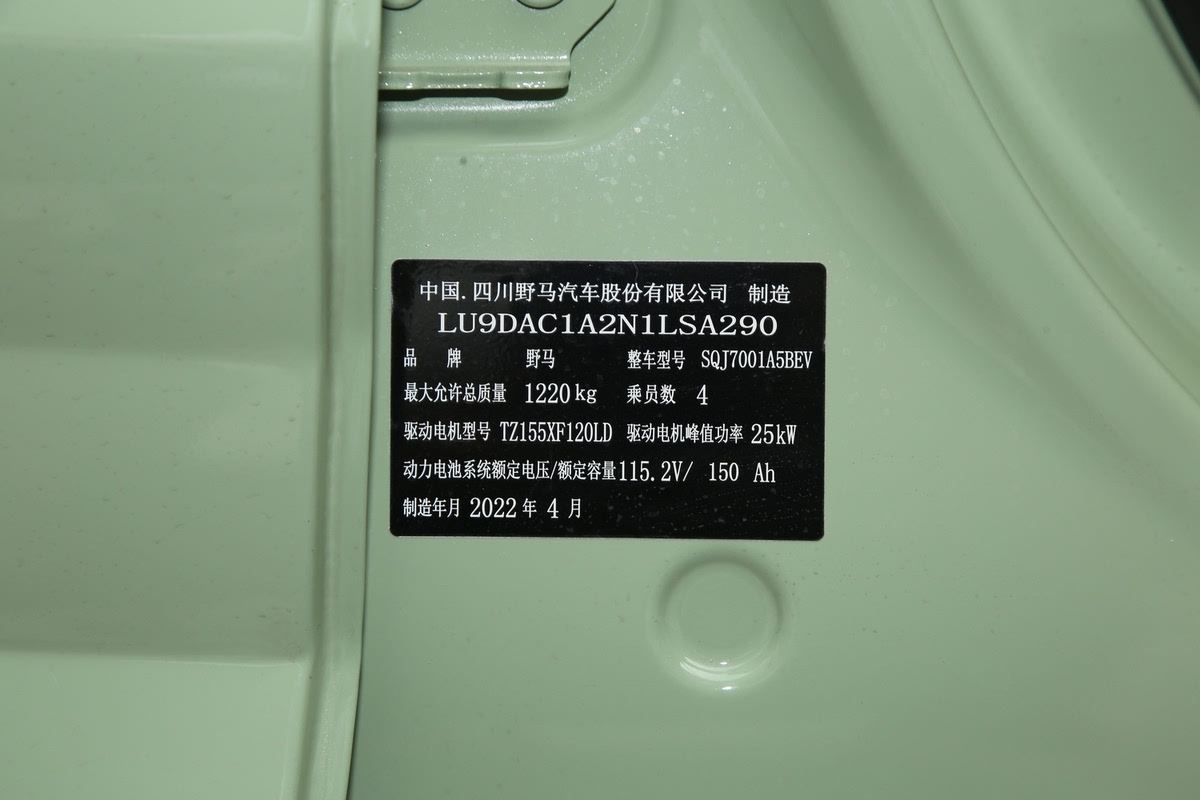 中国.四川野马汽车股份有限公司 制造
LU9DAC1A2N1LSA290
品 牌 野马 整车型号 SQJ7001A5BEV
最大允许总质量 1220kg 乘员数 4
驱动电机型号 TZ155XF120LD 驱动电机峰值功率 25kW
动力电池系统额定电压/额定容量115.2V/ 150 Ah
制造年月 2022年 4 月